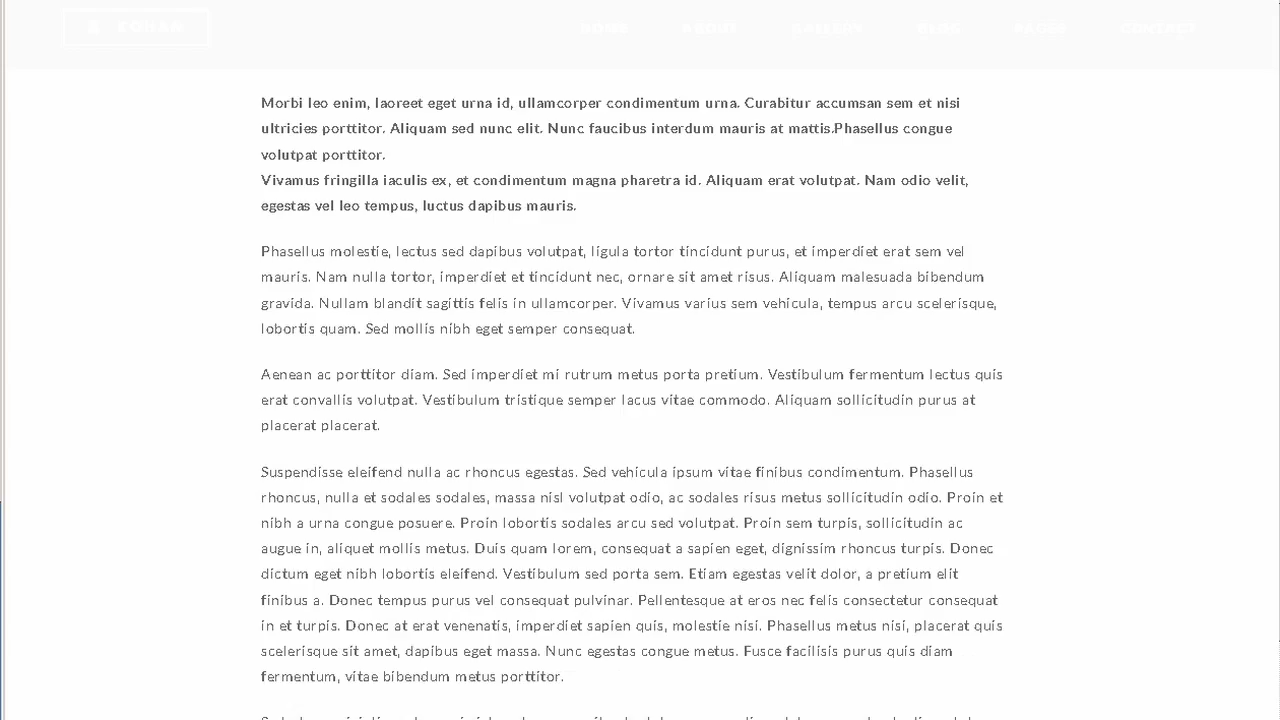 HOME ABOUT GALLERY BLOG PAGES CONTACT
Morbi leo enim, laoreet eget urna id, ullamcorper condimentum urna. Curabitur accumsan sem et nisi
ultricies porttitor. Aliquam sed nunc elit. Nunc faucibus interdum mauris at mattis.Phasellus congue
volutpat porttitor.
Vivamus fringilla iaculis ex, et condimentum magna pharetra id. Aliquam erat volutpat. Nam odio velit,
egestas vel leo tempus, luctus dapibus mauris.
Phasellus molestie, lectus sed dapibus volutpat, ligula tortor tincidunt purus, et imperdiet erat sem vel
mauris. Nam nulla tortor, imperdiet et tincidunt nec, ornare sit amet risus. Aliquam malesuada bibendum
gravida. Nullam blandit sagittis felis in ullamcorper. Vivamus varius sem vehicula, tempus arcu scelerisque,
lobortis quam. Sed mollis nibh eget semper consequat.
Aenean ac porttitor diam. Sed imperdiet mi rutrum metus porta pretium. Vestibulum fermentum lectus quis
erat convallis volutpat. Vestibulum tristique semper lacus vitae commodo. Aliquam sollicitudin purus at
placerat placerat.
Suspendisse eleifend nulla ac rhoncus egestas. Sed vehicula ipsum vitae finibus condimentum. Phasellus
rhoncus, nulla et sodales sodales, massa nisl volutpat odio, ac sodales risus metus sollicitudin odio. Proin et
nibh a urna congue posuere. Proin lobortis sodales arcu sed volutpat. Proin sem turpis, sollicitudin ac
augue in, aliquet mollis metus. Duis quam lorem, consequat a sapien eget, dignissim rhoncus turpis. Donec
dictum eget nibh lobortis eleifend. Vestibulum sed porta sem. Etiam egestas velit dolor, a pretium elit
finibus a. Donec tempus purus vel consequat pulvinar. Pellentesque at eros nec felis consectetur consequat
in et turpis. Donec at erat venenatis, imperdiet sapien quis, molestie nisi. Phasellus metus nisi, placerat quis
scelerisque sit amet, dapibus eget massa. Nunc egestas congue metus. Fusce facilisis purus quis diam
fermentum, vitae bibendum metus porttitor.